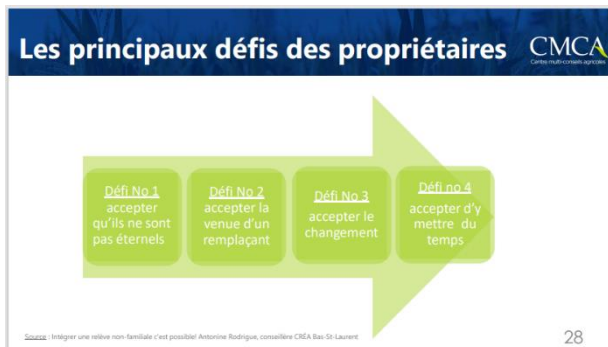 Les principaux défis des propriétaires
CMCA
Centre multi-conseils agricoles
Défi No 1
accepter
qu'ils ne sont
pas éternels
Défi No 2
accepter la
venue d'un
remplaçant
Défi No 3
accepter le
changement
Défi no 4
accepter d'y
mettre du
temps
Source : Intégrer une relève non-familiale c'est possible! Antonine Rodrigue, conseillère CRÉA Bas-St-Laurent
28